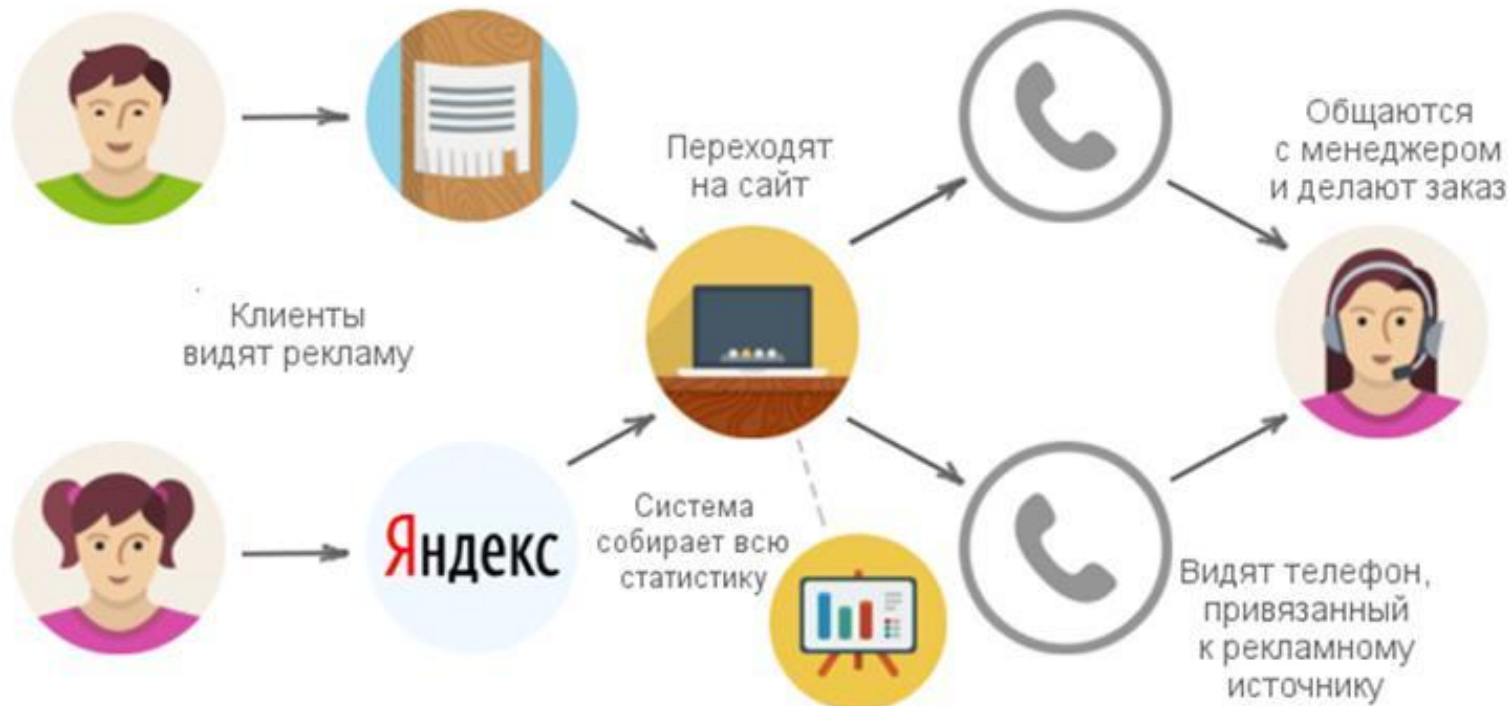 Переходят
на сайт
Общаются
с менеджером
и делают заказ
Клиенты
видят рекламу
Яндекс
Система
собирает всю
статистику
Видят телефон,
привязанный
к рекламному
источнику